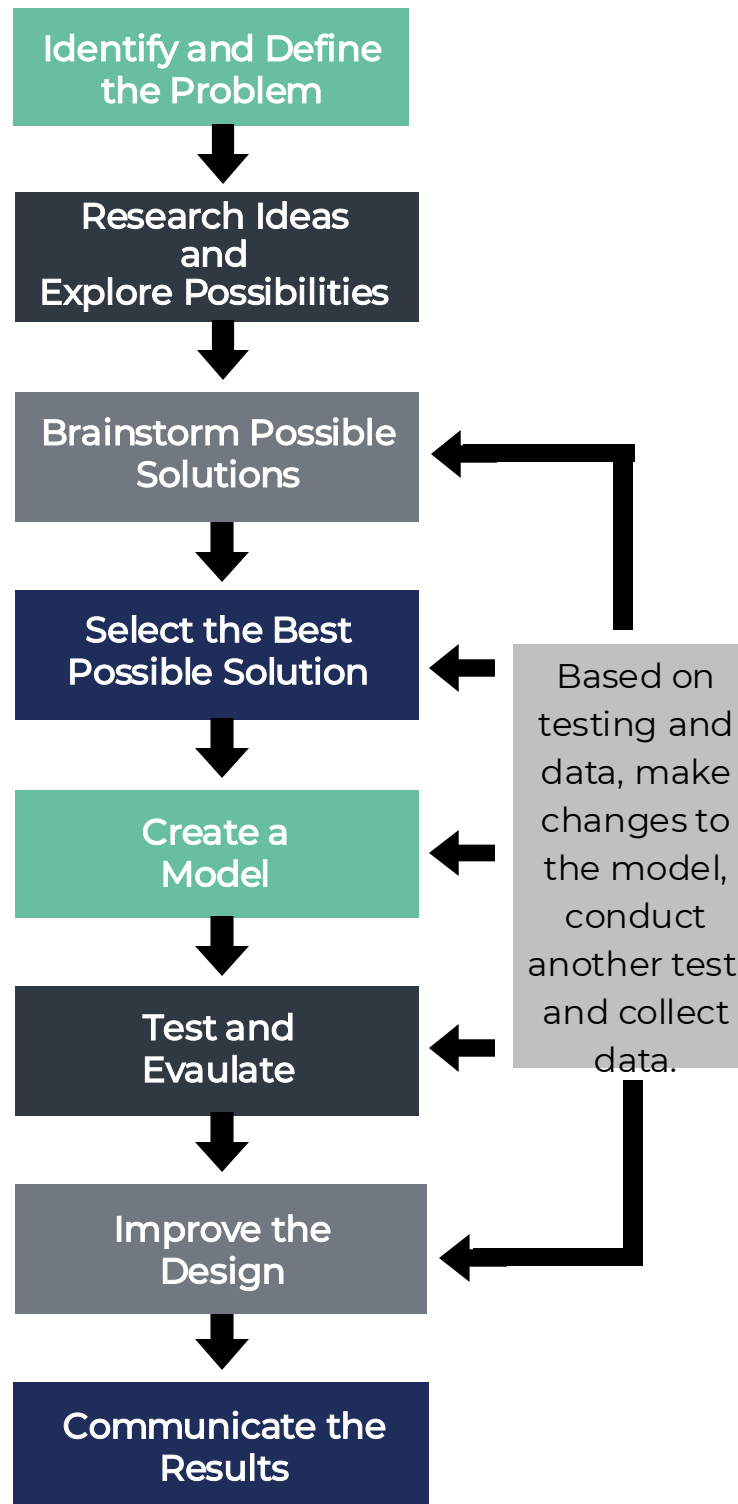 Identify and Define
the Problem
Research Ideas
and
Explore Possibilities
Brainstorm Possible
Solutions
Select the Best
Possible Solution
Based on
testing and
data, make
changes to
the model,
conduct
another test
and collect
data.
Create a
Model
Test and
Evaulate
Improve the
Design
Communicate the
Results